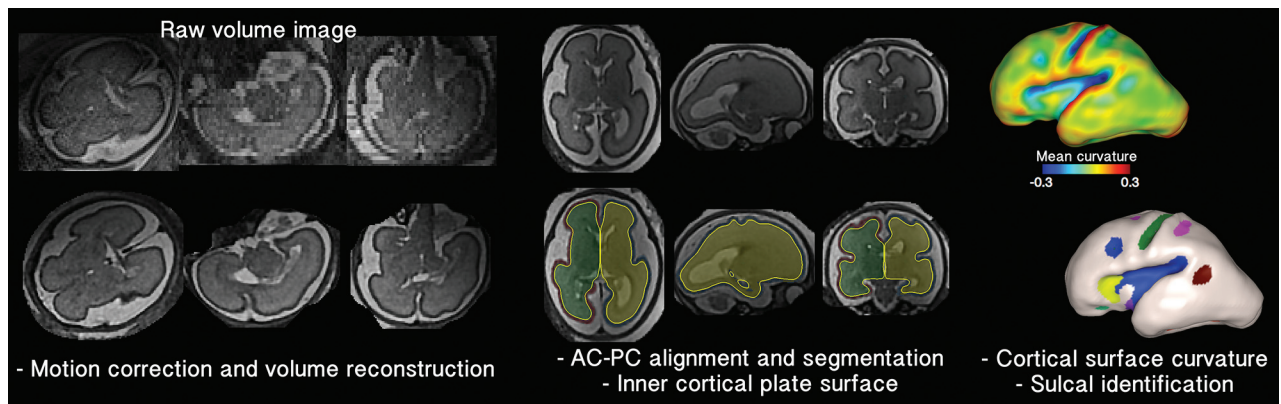 Raw volume image
- Motion correction and volume reconstruction
- AC-PC alignment and segmentation
- Inner cortical plate surface
Mean curvature
-0.3 0.3
- Cortical surface curvature
- Sulcal identification